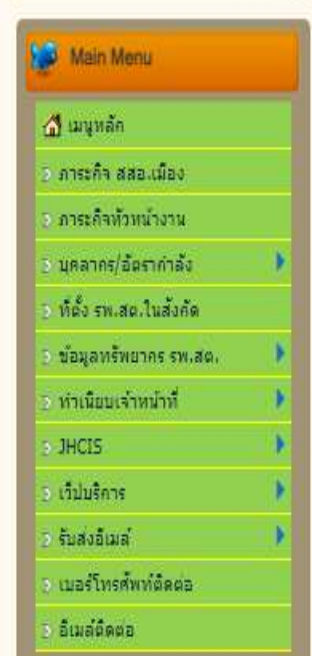 Main Menu
เมนูหลัก
ภาระกิจ สสอ.เมือง
ภาระกิจหัวหน้างาน
บุคลากร/อัตรากำลัง
ที่ตั้ง รพ.สต.ในสังกัด
ข้อมูลทรัพยากร รพ.สต.
ทำเนียบเจ้าหน้าที่
JHCIS
เว็ปบริการ
รับส่งอีเมล์
เบอร์โทรศัพท์ติดต่อ
อีเมล์ติดต่อ